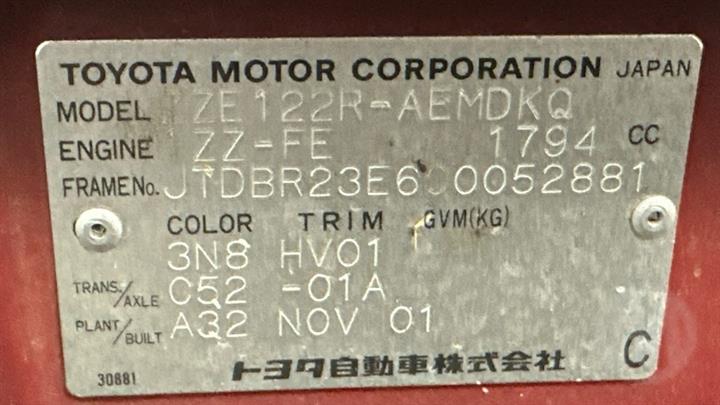 TOYOTA MOTOR CORPORATION JAPAN
MODEL ZE122R-AEMDKQ
ENGINE ZZ-FE 1794 CC
FRAME No. JTDBR23E600052881
COLOR TRIM GVM(KG)
3N8 HV01
TRANS./AXLE C52 -01A
PLANT/BUILT A32 NOV 01
トヨタ自動車株式会社 C
30881